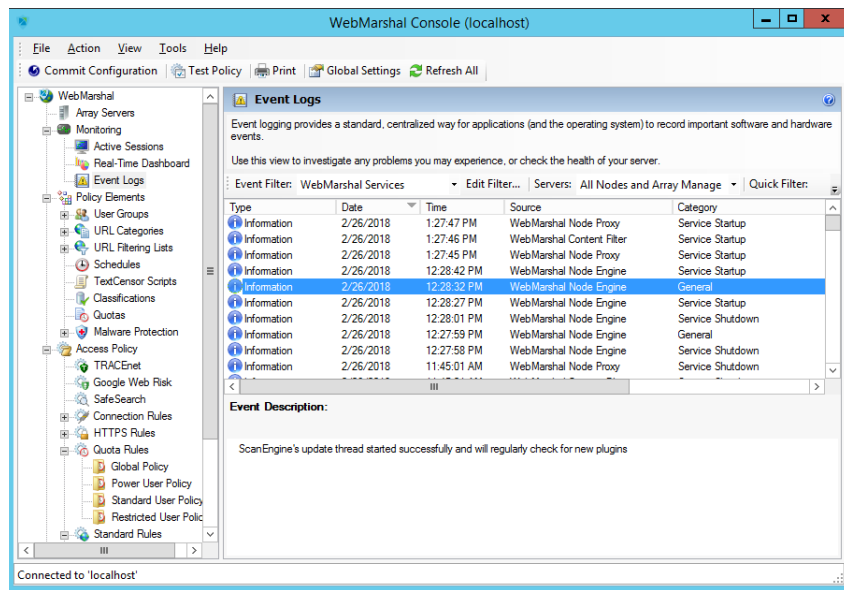 WebMarshal Console (localhost)
File Action View Tools Help
Commit Configuration Test Policy Print Global Settings Refresh All
WebMarshal
Array Servers
Monitoring
Active Sessions
Real-Time Dashboard
Event Logs
Policy Elements
User Groups
URL Categories
URL Filtering Lists
Schedules
TextCensor Scripts
Classifications
Quotas
Malware Protection
Access Policy
TRACEnet
Google Web Risk
SafeSearch
Connection Rules
HTTPS Rules
Quota Rules
Global Policy
Power User Policy
Standard User Policy
Restricted User Polic
Standard Rules
Event Logs
Event logging provides a standard, centralized way for applications (and the operating system) to record important software and hardware
events.
Use this view to investigate any problems you may experience, or check the health of your server.
Event Filter: WebMarshal Services Edit Filter... Servers: All Nodes and Array Manage Quick Filter:
Type Date Time Source Category
Information 2/26/2018 1:27:47 PM WebMarshal Node Proxy Service Startup
Information 2/26/2018 1:27:46 PM WebMarshal Content Filter Service Startup
Information 2/26/2018 1:27:45 PM WebMarshal Node Proxy Service Startup
Information 2/26/2018 12:28:42 PM WebMarshal Node Engine Service Startup
Information 2/26/2018 12:28:32 PM WebMarshal Node Engine General
Information 2/26/2018 12:28:27 PM WebMarshal Node Engine Service Startup
Information 2/26/2018 12:28:01 PM WebMarshal Node Engine Service Shutdown
Information 2/26/2018 12:27:59 PM WebMarshal Node Engine General
Information 2/26/2018 12:27:58 PM WebMarshal Node Engine Service Shutdown
Information 2/26/2018 11:45:01 AM WebMarshal Node Proxy Service Shutdown
Event Description:
ScanEngine's update thread started successfully and will regularly check for new plugins
Connected to 'localhost'